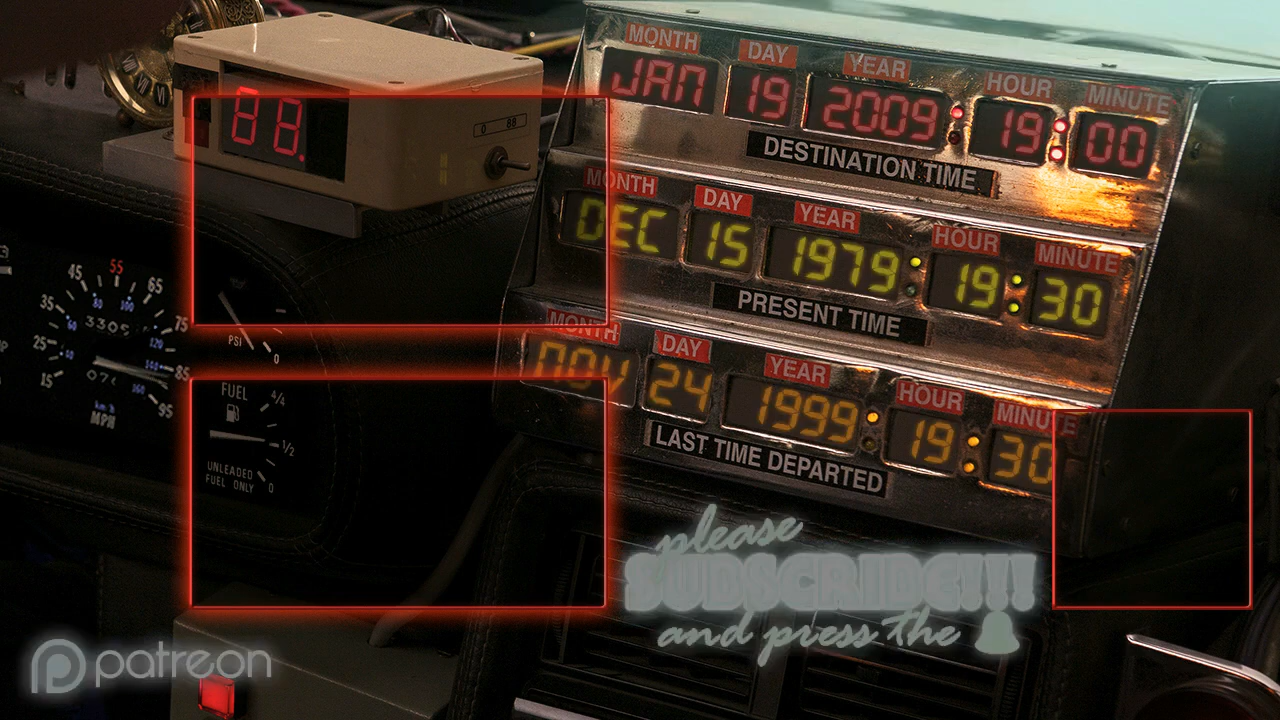 MONTH DAY YEAR HOUR MINUTE
JAN 19 2009 19 00
DESTINATION TIME
MONTH DAY YEAR HOUR MINUTE
DEC 15 1979 19 30
PRESENT TIME
MONTH DAY YEAR HOUR MINUTE
NOV 24 1999 19 30
LAST TIME DEPARTED
88.
0 88
15 25 35 45 55 65 75 85 95
MPH
km/h
PSI
0
FUEL
4/4
1/2
0
UNLEADED
FUEL ONLY
please
SUBSCRIBE!!!
and press the
patreon